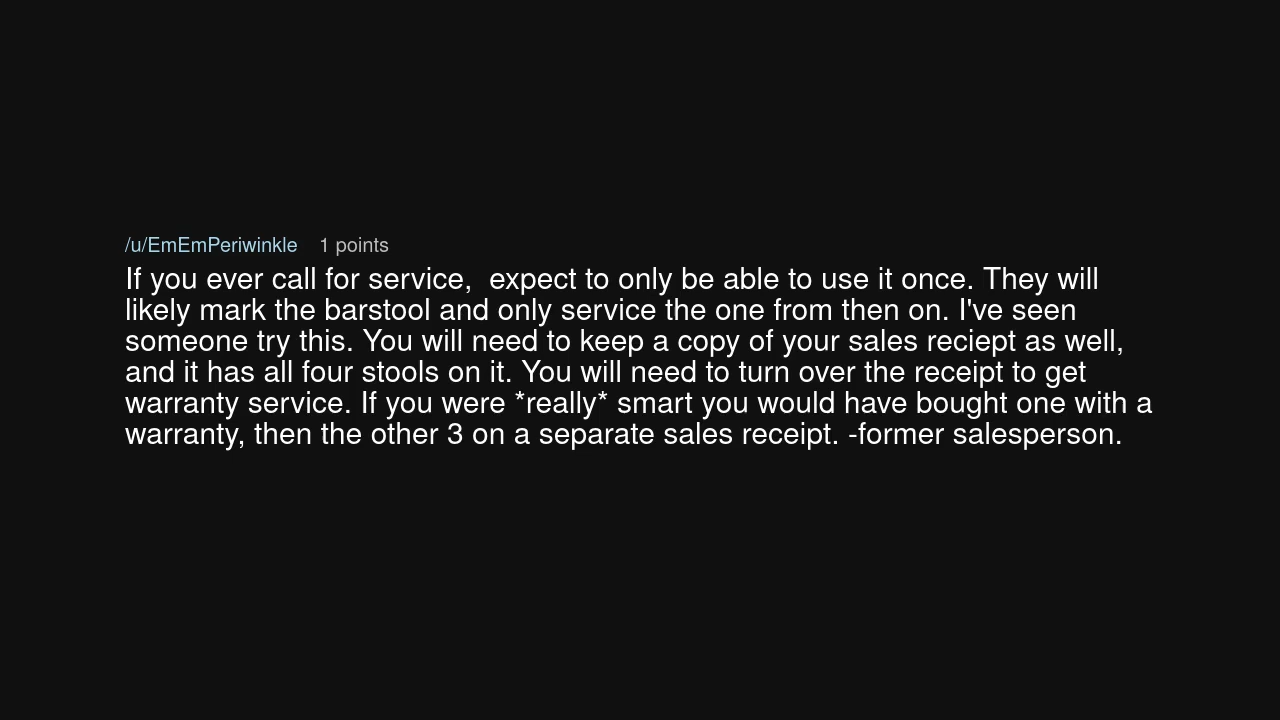 /u/EmEmPeriwinkle 1 points
If you ever call for service,  expect to only be able to use it once. They will
likely mark the barstool and only service the one from then on. I've seen
someone try this. You will need to keep a copy of your sales reciept as well,
and it has all four stools on it. You will need to turn over the receipt to get
warranty service. If you were *really* smart you would have bought one with a
warranty, then the other 3 on a separate sales receipt. -former salesperson.